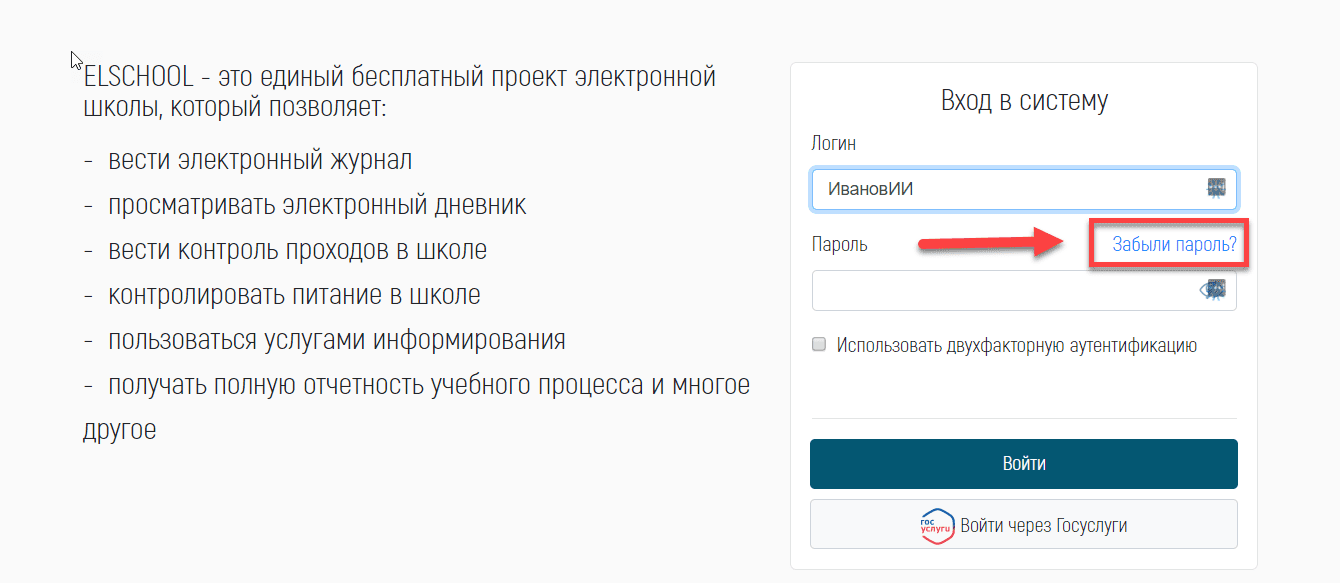 ELSCHOOL - это единый бесплатный проект электронной
школы, который позволяет:
- вести электронный журнал
- просматривать электронный дневник
- вести контроль проходов в школе
- контролировать питание в школе
- пользоваться услугами информирования
- получать полную отчетность учебного процесса и многое
другое
Вход в систему
Логин
ИвановИИ
Пароль
Забыли пароль?
Использовать двухфакторную аутентификацию
Войти
гос
услуги
Войти через Госуслуги